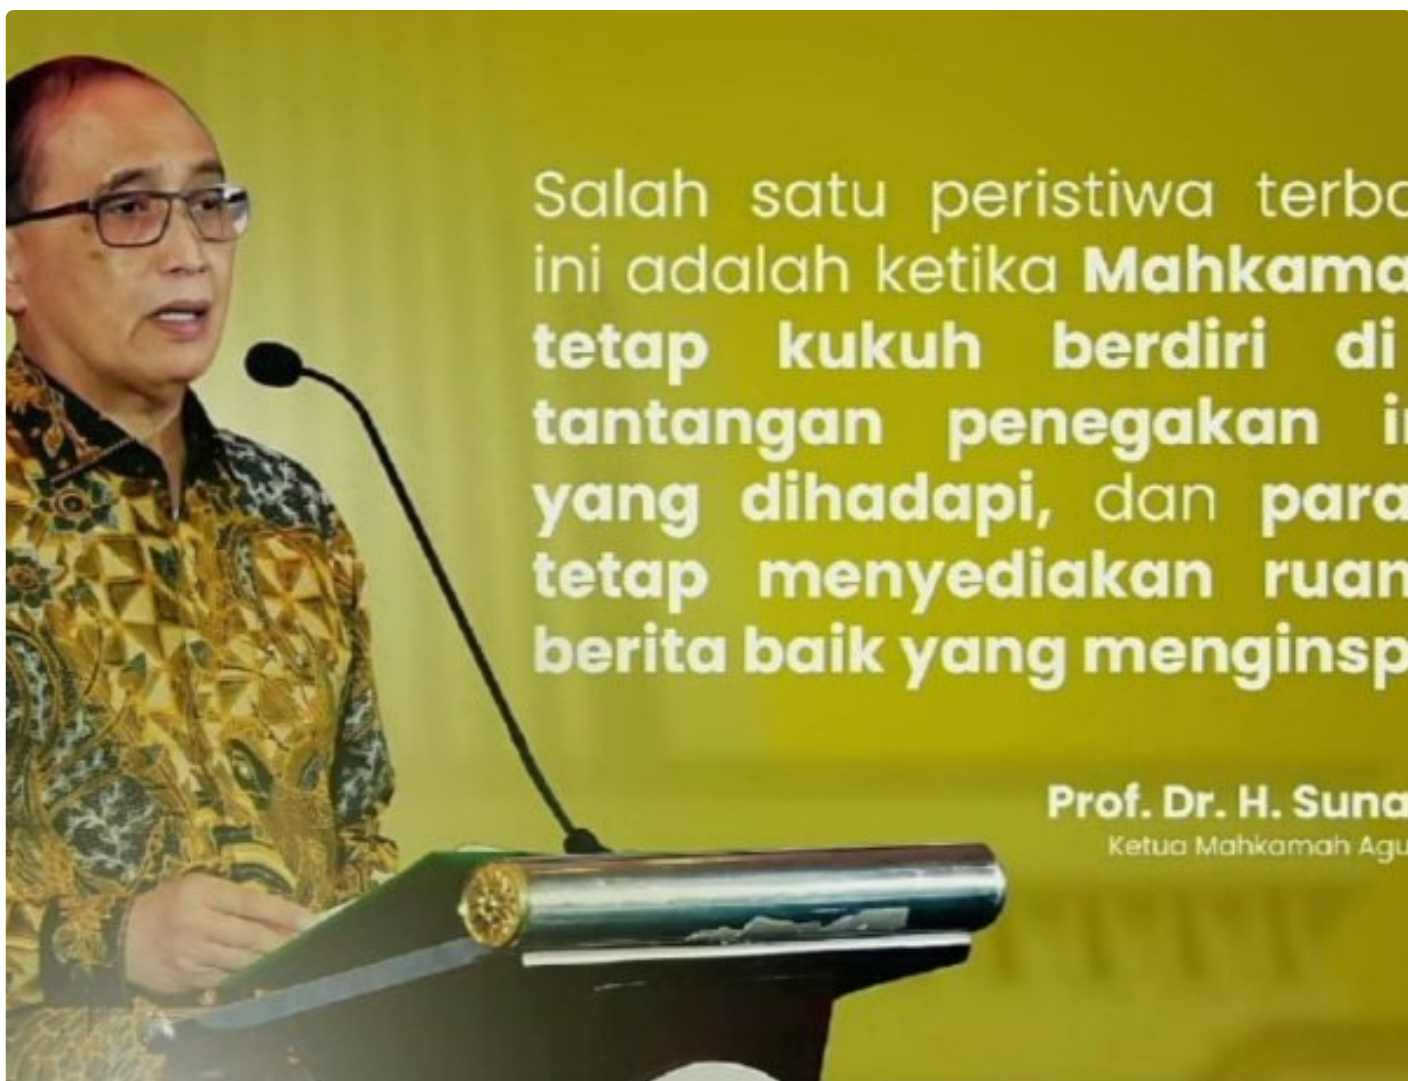 Salah satu peristiwa terba
ini adalah ketika Mahkama
tetap kukuh berdiri di
tantangan penegakan i
yang dihadapi, dan para
tetap menyediakan ruan
berita baik yang menginsp
Prof. Dr. H. Suna
Ketua Mahkamah Agu